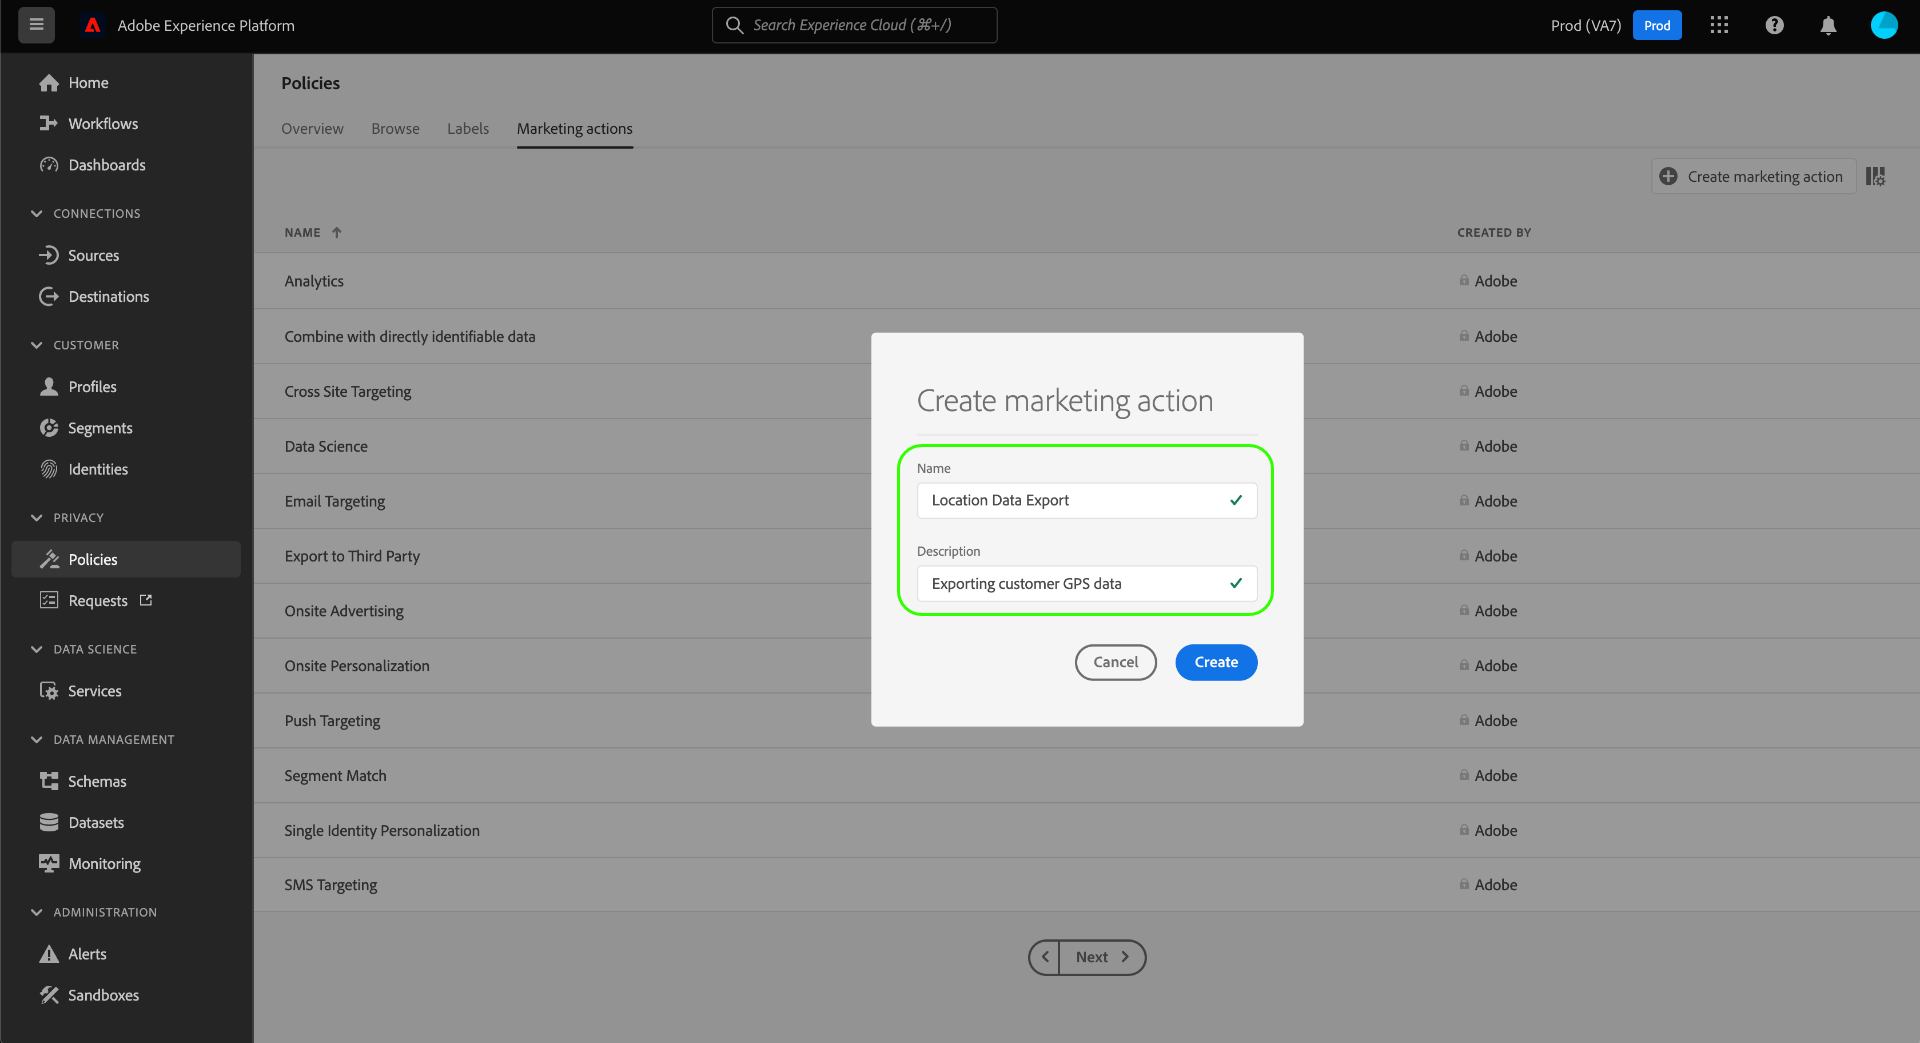 Adobe Experience Platform
Search Experience Cloud (⌘+/)
Prod (VA7)
Prod
Home
Workflows
Dashboards
CONNECTIONS
Sources
Destinations
CUSTOMER
Profiles
Segments
Identities
PRIVACY
Policies
Requests
DATA SCIENCE
Services
DATA MANAGEMENT
Schemas
Datasets
Monitoring
ADMINISTRATION
Alerts
Sandboxes
Policies
Overview Browse Labels Marketing actions
Create marketing action
NAME CREATED BY
Analytics Adobe
Combine with directly identifiable data Adobe
Cross Site Targeting Adobe
Data Science Adobe
Email Targeting Adobe
Export to Third Party Adobe
Onsite Advertising Adobe
Onsite Personalization Adobe
Push Targeting Adobe
Segment Match Adobe
Single Identity Personalization Adobe
SMS Targeting Adobe
Next
Create marketing action
Name
Location Data Export
Description
Exporting customer GPS data
Cancel
Create